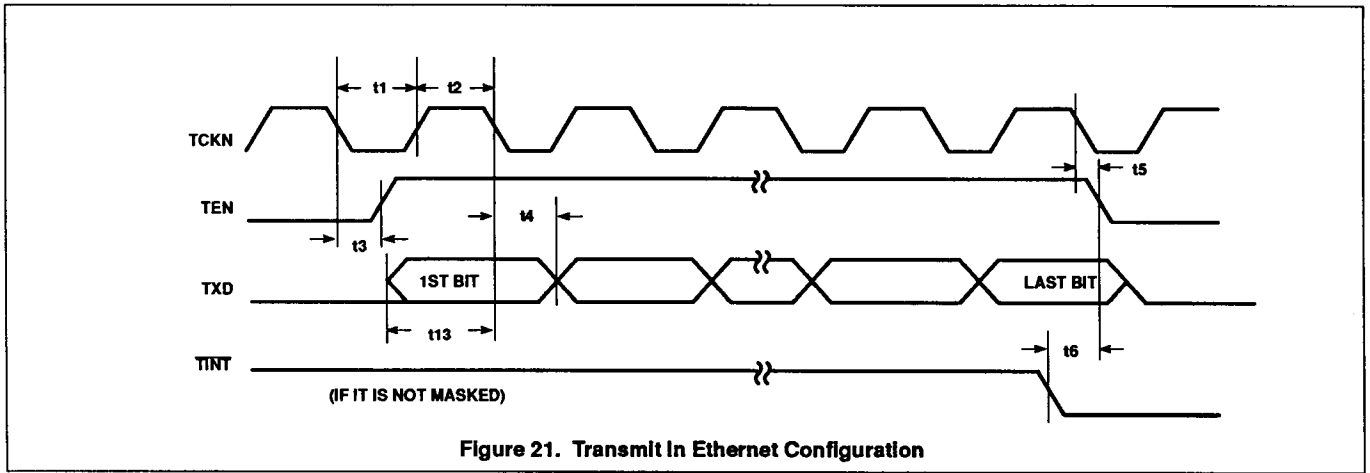 t1
t2
TCKN
t5
TEN
t4
t3
TXD
1ST BIT
LAST BIT
t13
t6
TINT
(IF IT IS NOT MASKED)
Figure 21. Transmit in Ethernet Configuration